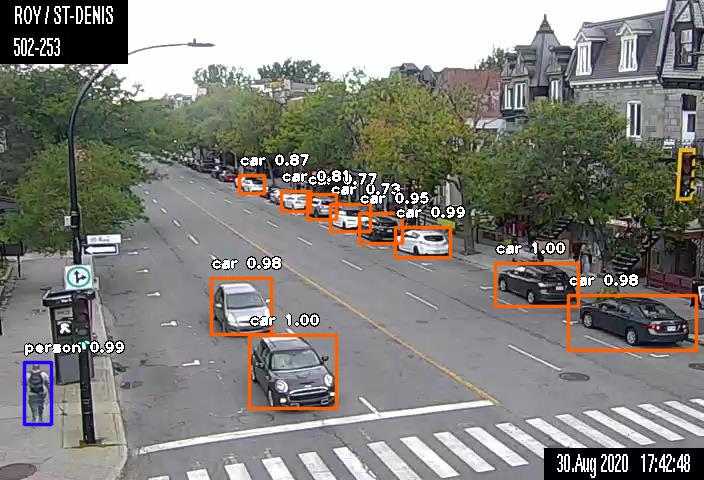 ROY / ST-DENIS
502-253
car 0.87
car 0.81
0.77
car 0.73
car 0.95
car 0.99
car 1.00
car 0.98
car 0.98
car 1.00
person 0.99
30.Aug 2020 17:42:48